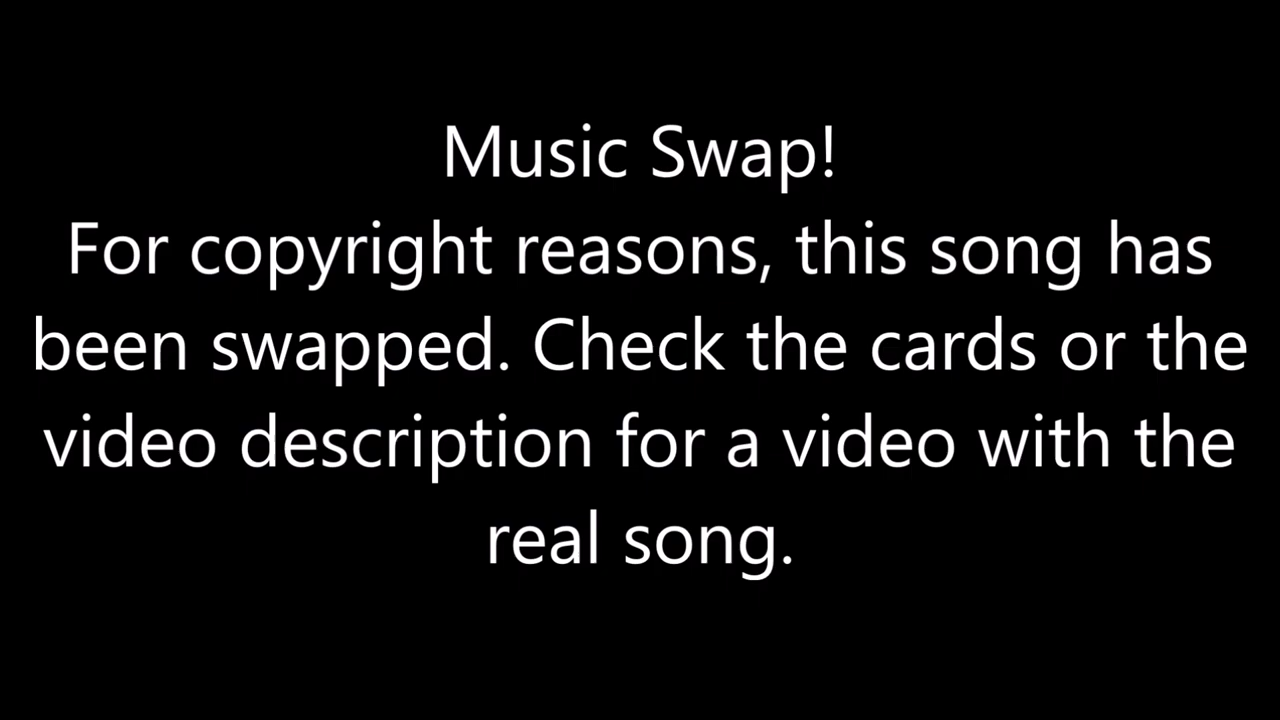 Music Swap!
For copyright reasons, this song has
been swapped. Check the cards or the
video description for a video with the
real song.